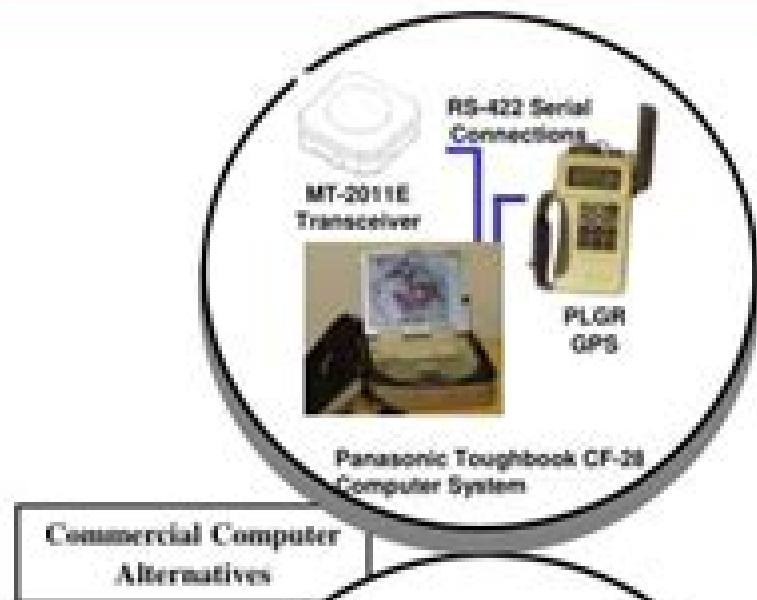 RS-422 Serial
Connections
MT-2011E
Transceiver
PLGR
GPS
Panasonic Toughbook CF-28
Computer System
Commercial Computer
Alternatives